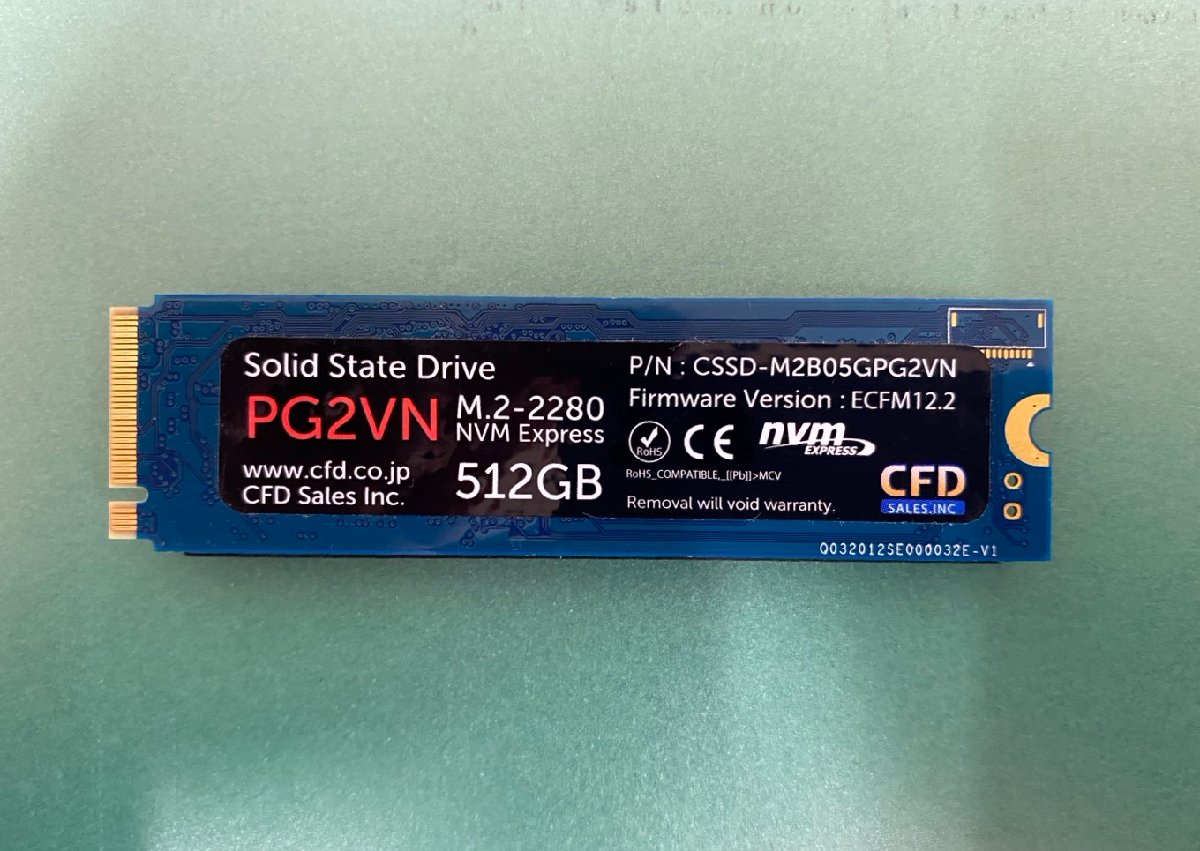 Solid State Drive
PG2VN
M.2-2280
NVM Express
www.cfd.co.jp
CFD Sales Inc.
512GB
P/N : CSSD-M2B05GPG2VN
Firmware Version : ECFM12.2
RoHS
CE
nvm
EXPRESS
RoHS_COMPATIBLE,_[(Pb)]>MCV
Removal will void warranty.
CFD
SALES.INC
Q032012SE000032E-V1